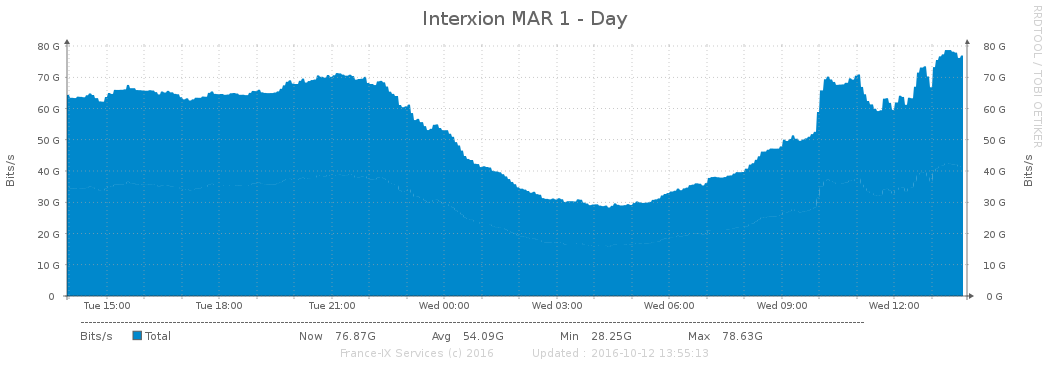 Interxion MAR 1 - Day
RRDTOOL / TOBI OETIKER
Bits/s
Bits/s
80 G 80 G
70 G 70 G
60 G 60 G
50 G 50 G
40 G 40 G
30 G 30 G
20 G 20 G
10 G 10 G
0 0 G
Tue 15:00 Tue 18:00 Tue 21:00 Wed 00:00 Wed 03:00 Wed 06:00 Wed 09:00 Wed 12:00
Bits/s Total Now 76.87G Avg 54.09G Min 28.25G Max 78.63G
France-IX Services (c) 2016 Updated : 2016-10-12 13:55:13